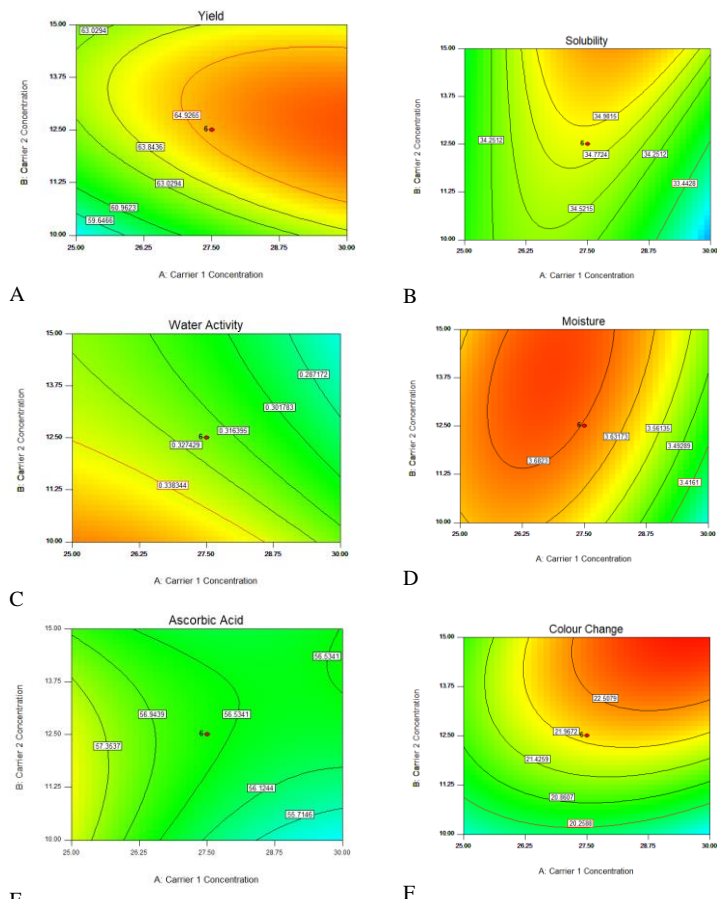 Yield
15.00
63.0294
13.75
64.9266
6
12.50
63.8436
63.0294
11.25
60.9623
59.6466
10.00
25.00 26.25 27.50 28.75 30.00
B: Carrier 2 Concentration
A: Carrier 1 Concentration
A
Solubility
15.00
13.75
34.9815
34.2512
12.50
6
34.7724
34.2512
33.4428
11.25
34.5215
10.00
25.00 26.25 27.50 28.75 30.00
B: Carrier 2 Concentration
A: Carrier 1 Concentration
B
Water Activity
15.00
13.75
0.287172
0.301783
12.50
6
0.316395
0.327429
11.25
0.338344
10.00
25.00 26.25 27.50 28.75 30.00
B: Carrier 2 Concentration
A: Carrier 1 Concentration
C
Moisture
15.00
13.75
12.50
6
3.56135
3.63173
3.49289
3.6823
11.25
3.4161
10.00
25.00 26.25 27.50 28.75 30.00
B: Carrier 2 Concentration
A: Carrier 1 Concentration
D
Ascorbic Acid
15.00
56.5341
13.75
56.9439
56.5341
12.50
6
57.3537
11.25
56.1244
55.7146
10.00
25.00 26.25 27.50 28.75 30.00
B: Carrier 2 Concentration
A: Carrier 1 Concentration
E
Colour Change
15.00
13.75
22.5079
21.9672
12.50
6
21.4259
11.25
20.8607
20.2588
10.00
25.00 26.25 27.50 28.75 30.00
B: Carrier 2 Concentration
A: Carrier 1 Concentration
F